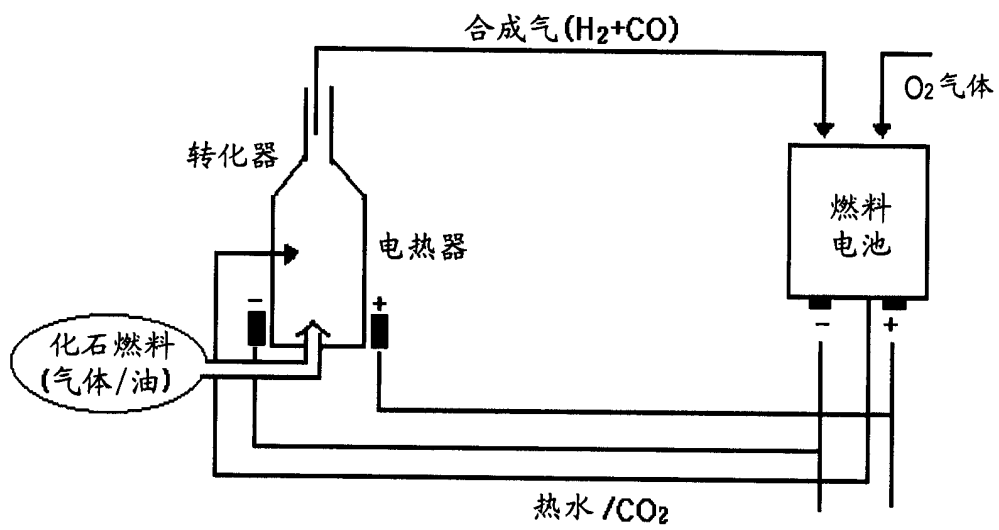 合成气(H2+CO)
O2气体
转化器
燃料
电池
电热器
- +
化石燃料
(气体/油)
- +
热水/CO2